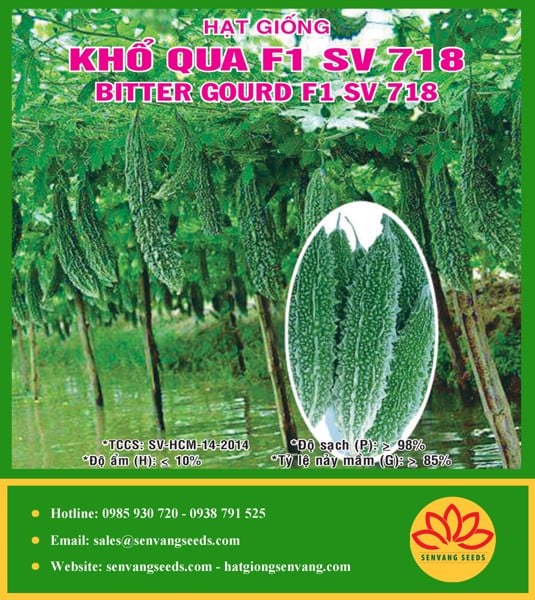 HẠT GIỐNG
KHỔ QUA F1 SV 718
BITTER GOURD F1 SV 718
*TCCS: SV-HCM-14-2014
*Độ ẩm (H): ≤ 10%
*Độ sạch (P): ≥ 98%
*Tỷ lệ nảy mầm (G): ≥ 85%
Hotline: 0985 930 720 - 0938 791 525
Email: sales@senvangseeds.com
Website: senvangseeds.com - hatgiongsenvang.com
SENVANG SEEDS